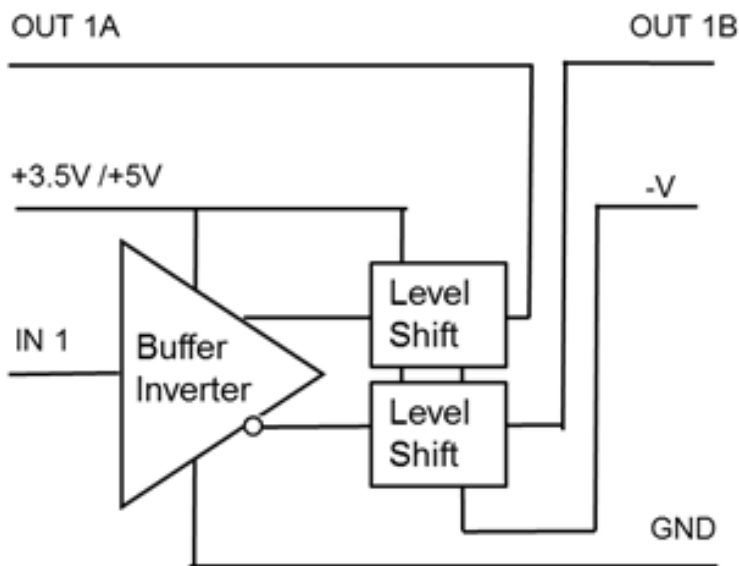 OUT 1A
OUT 1B
+3.5V /+5V
-V
Level
Shift
IN 1
Buffer
Inverter
Level
Shift
GND